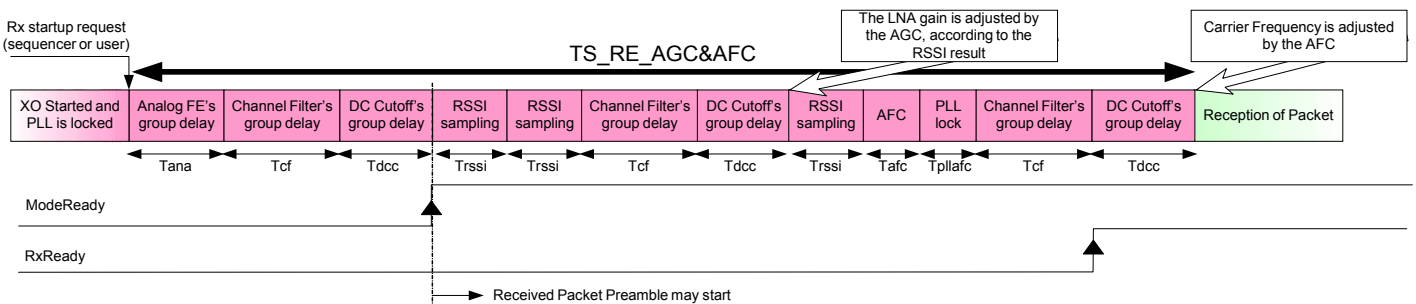 Rx startup request
(sequencer or user)
TS_RE_AGC&AFC
The LNA gain is adjusted by
the AGC, according to the
RSSI result
Carrier Frequency is adjusted
by the AFC
XO Started and
PLL is locked
Analog FE's
group delay
Channel Filter's
group delay
DC Cutoff's
group delay
RSSI
sampling
RSSI
sampling
Channel Filter's
group delay
DC Cutoff's
group delay
RSSI
sampling
AFC
PLL
lock
Channel Filter's
group delay
DC Cutoff's
group delay
Reception of Packet
Tana
Tcf
Tdcc
Trssi
Trssi
Tcf
Tdcc
Trssi
Tafc
Tpllafc
Tcf
Tdcc
ModeReady
RxReady
Received Packet Preamble may start